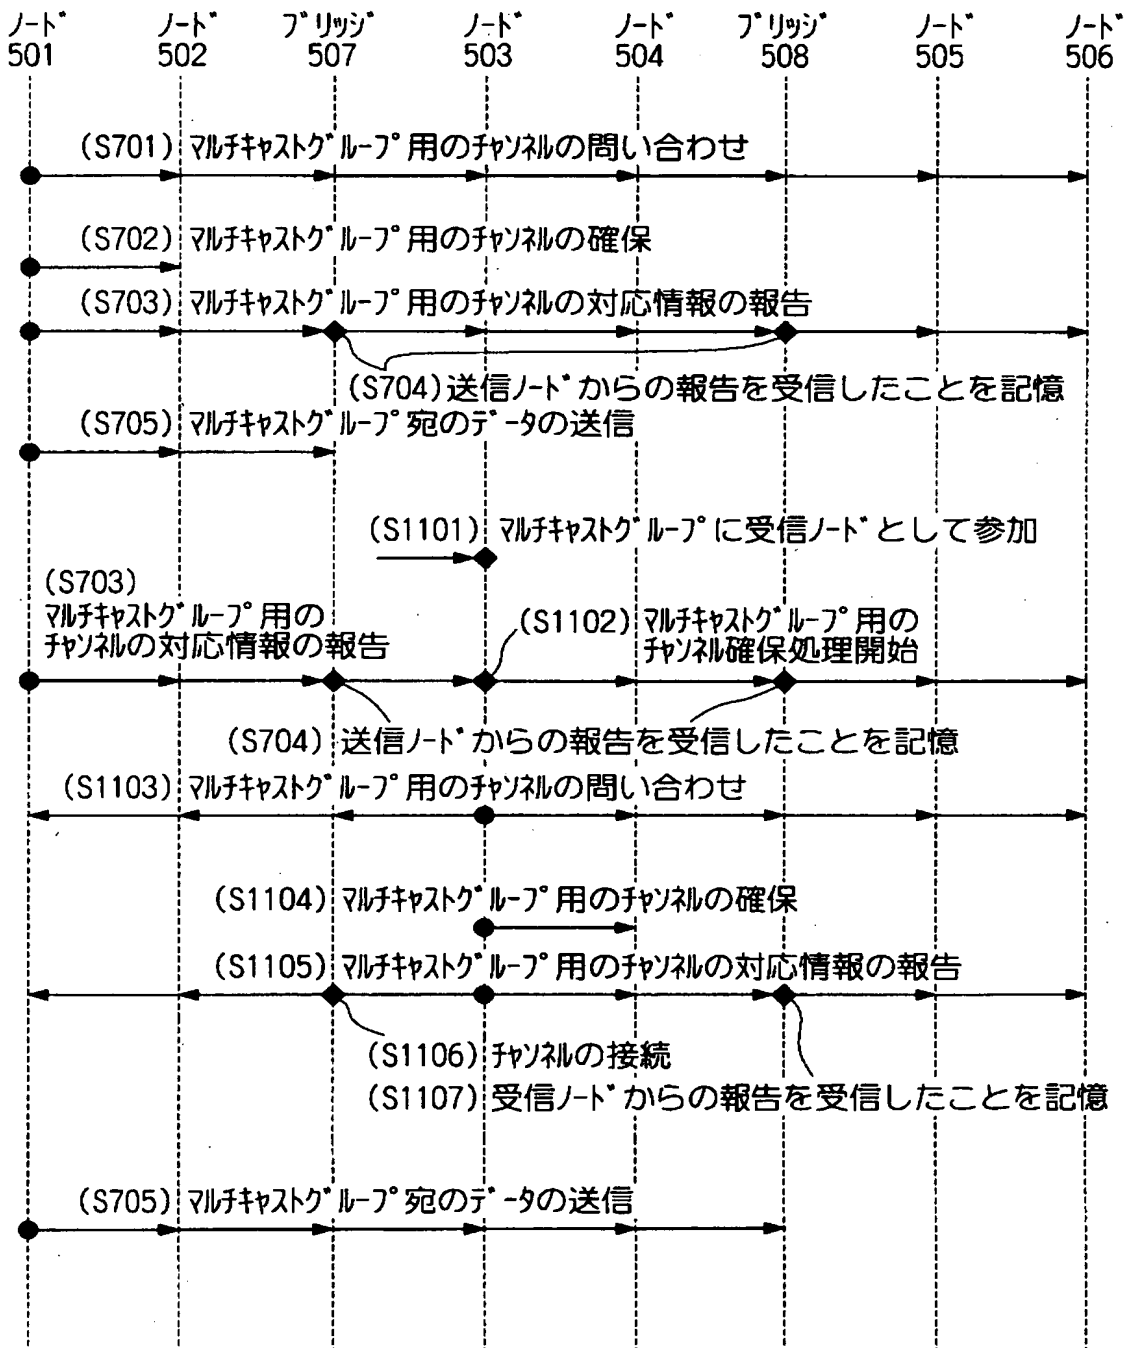 ノード ノード ブリッジ ノード ノード ブリッジ ノード ノード
501 502 507 503 504 508 505 506
(S701) マルチキャストグループ用のチャンネルの問い合わせ
(S702) マルチキャストグループ用のチャンネルの確保
(S703) マルチキャストグループ用のチャンネルの対応情報の報告
(S704) 送信ノードからの報告を受信したことを記憶
(S705) マルチキャストグループ宛のデータの送信
(S1101) マルチキャストグループに受信ノードとして参加
(S703)
マルチキャストグループ用の
チャンネルの対応情報の報告
(S1102) マルチキャストグループ用の
チャンネル確保処理開始
(S704) 送信ノードからの報告を受信したことを記憶
(S1103) マルチキャストグループ用のチャンネルの問い合わせ
(S1104) マルチキャストグループ用のチャンネルの確保
(S1105) マルチキャストグループ用のチャンネルの対応情報の報告
(S1106) チャンネルの接続
(S1107) 受信ノードからの報告を受信したことを記憶
(S705) マルチキャストグループ宛のデータの送信